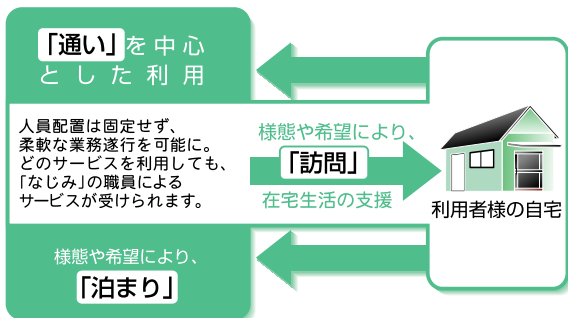 「通い」を中心
とした利用
人員配置は固定せず、
柔軟な業務遂行を可能に。
どのサービスを利用しても、
「なじみ」の職員による
サービスが受けられます。
様態や希望により、
「訪問」
在宅生活の支援
利用者様の自宅
様態や希望により、
「泊まり」